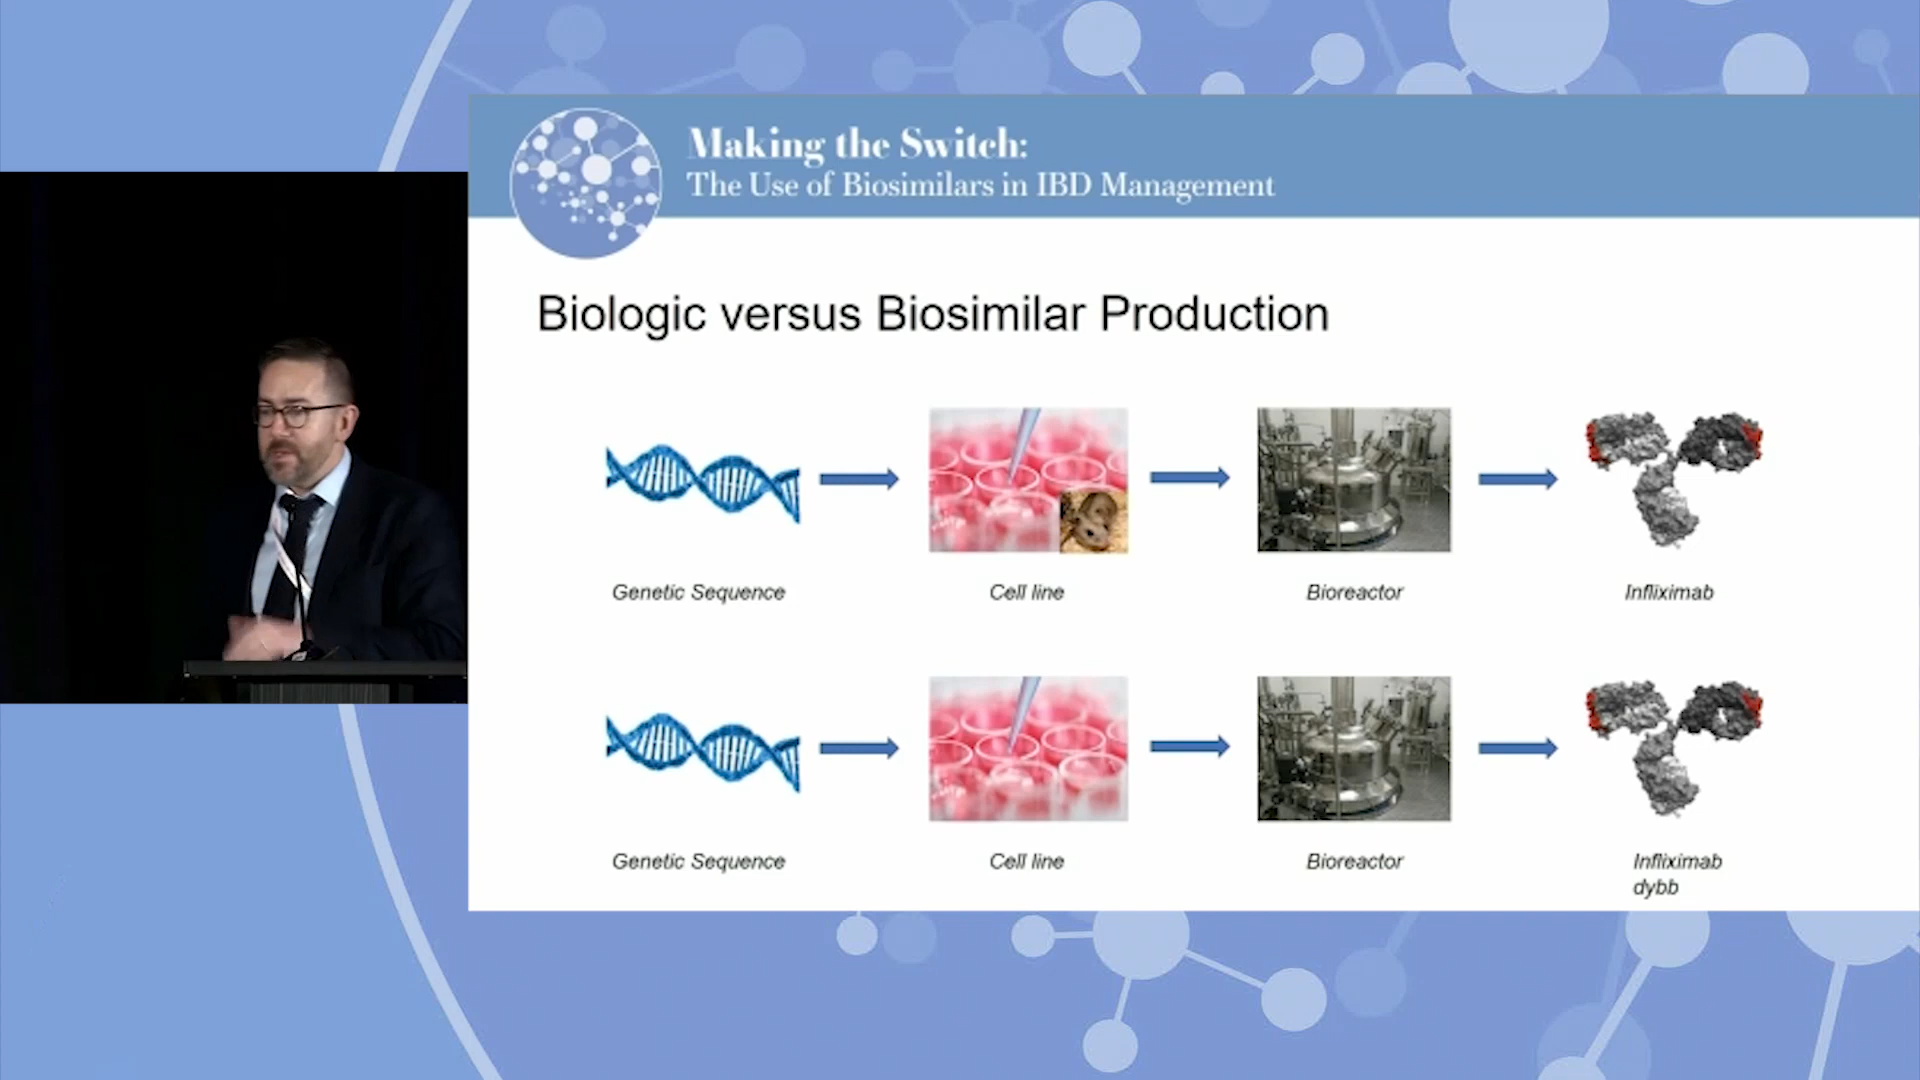 Making the Switch:
The Use of Biosimilars in IBD Management
Biologic versus Biosimilar Production
Genetic Sequence
Cell line
Bioreactor
Infliximab
Genetic Sequence
Cell line
Bioreactor
Infliximab
dybb